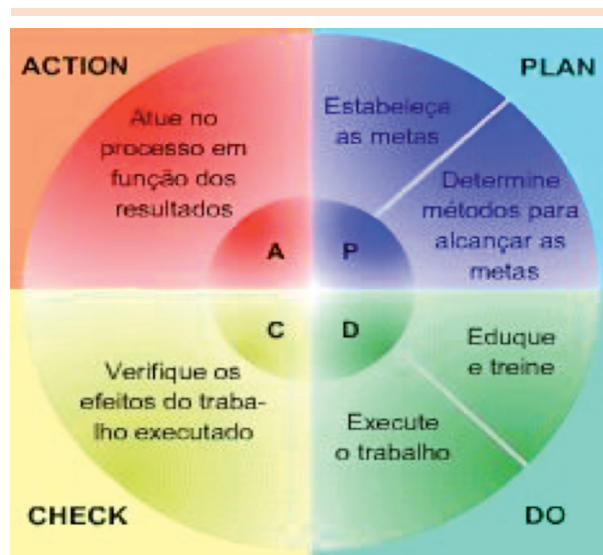 ACTION
PLAN
Atue no
processo em
função dos
resultados
Estabeleça
as metas
Determine
métodos para
alcançar as
metas
A
P
C
D
Verifique os
efeitos do traba-
lho executado
Eduque
e treine
Execute
o trabalho
CHECK
DO